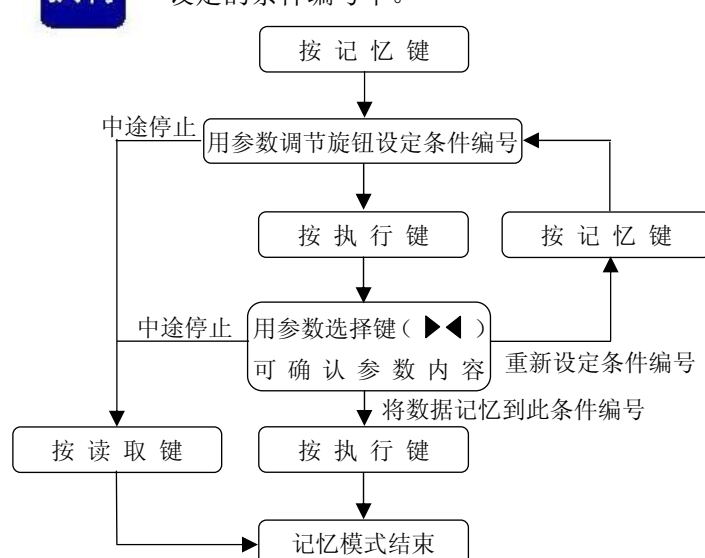 设定的条件编号中。
按记忆键
中途停止
用参数调节旋钮设定条件编号
按执行键
按记忆键
中途停止
用参数选择键（▶◀）
可确认参数内容
重新设定条件编号
将数据记忆到此条件编号
按读取键
按执行键
记忆模式结束